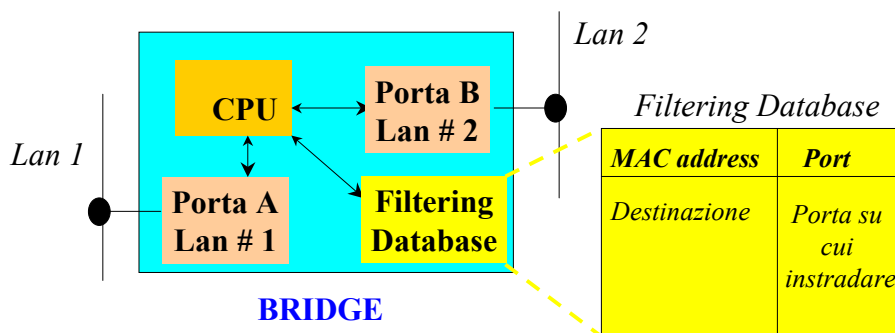 Lan 2
CPU
Porta B
Lan # 2
Filtering Database
Lan 1
MAC address
Port
Porta A
Lan # 1
Filtering
Database
Destinazione
Porta su
cui
instradare
BRIDGE